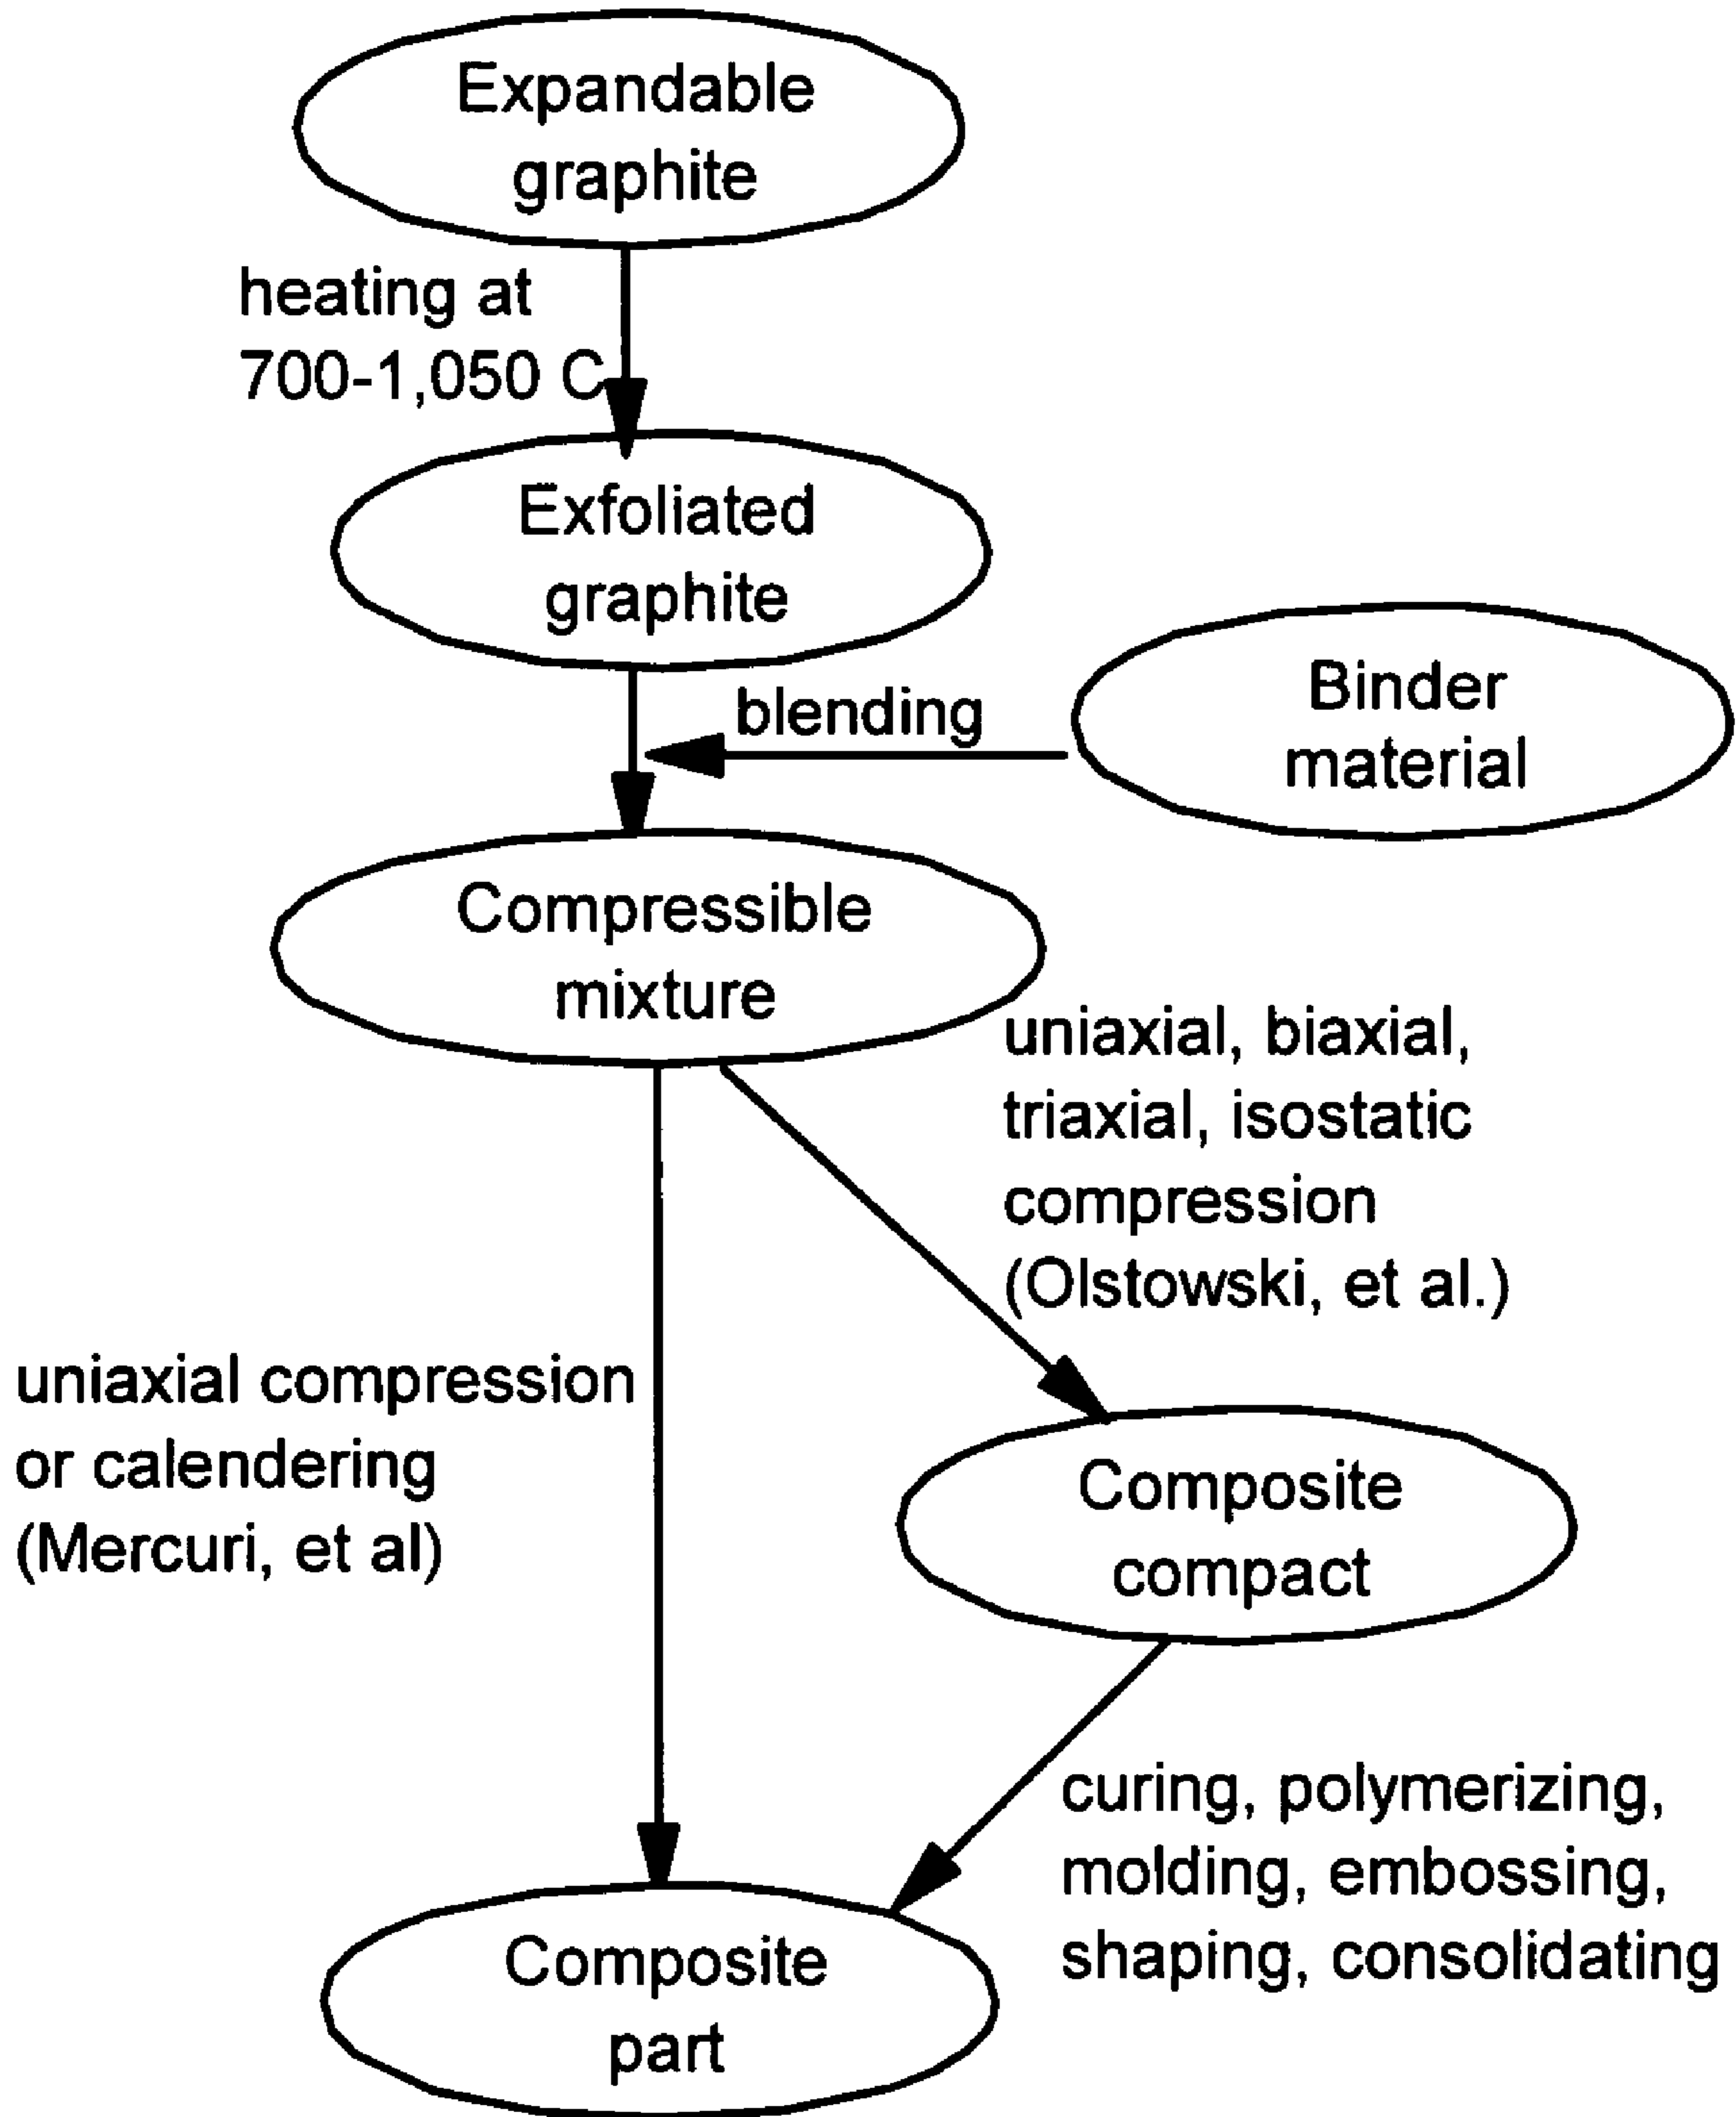 Expandable
graphite
heating at
700-1,050 C
Exfoliated
graphite
Binder
material
blending
Compressible
mixture
uniaxial, biaxial,
triaxial, isostatic
compression
(Olstowski, et al.)
uniaxial compression
or calendering
(Mercuri, et al)
Composite
compact
curing, polymerizing,
molding, embossing,
shaping, consolidating
Composite
part